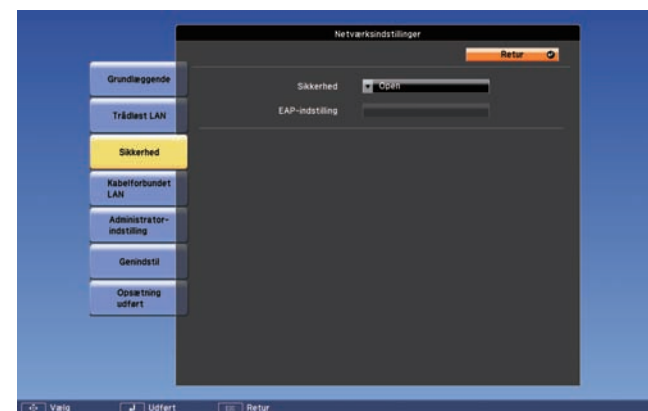 Netværksindstillinger
Retur
Grundlæggende
Trådløst LAN
Sikkerhed
Kabelforbundet
LAN
Administrator-
indstilling
Genindstil
Opsætning
udført
Sikkerhed Open
EAP-indstilling
Vælg Udført Retur